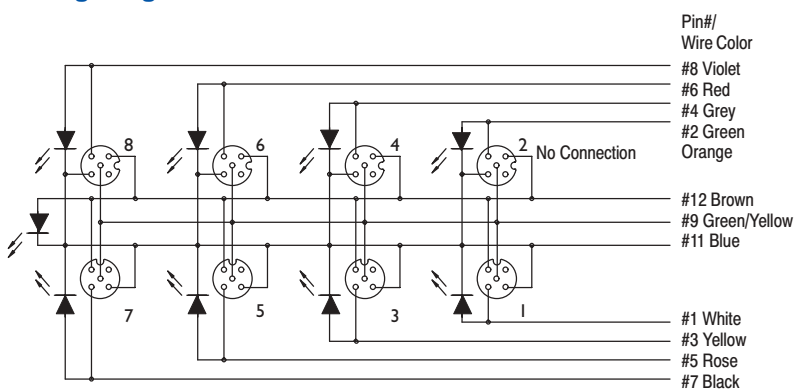 Pin#/
Wire Color
#8 Violet
#6 Red
#4 Grey
#2 Green
Orange
8
6
4
2
No Connection
#12 Brown
#9 Green/Yellow
#11 Blue
7
5
3
1
#1 White
#3 Yellow
#5 Rose
#7 Black